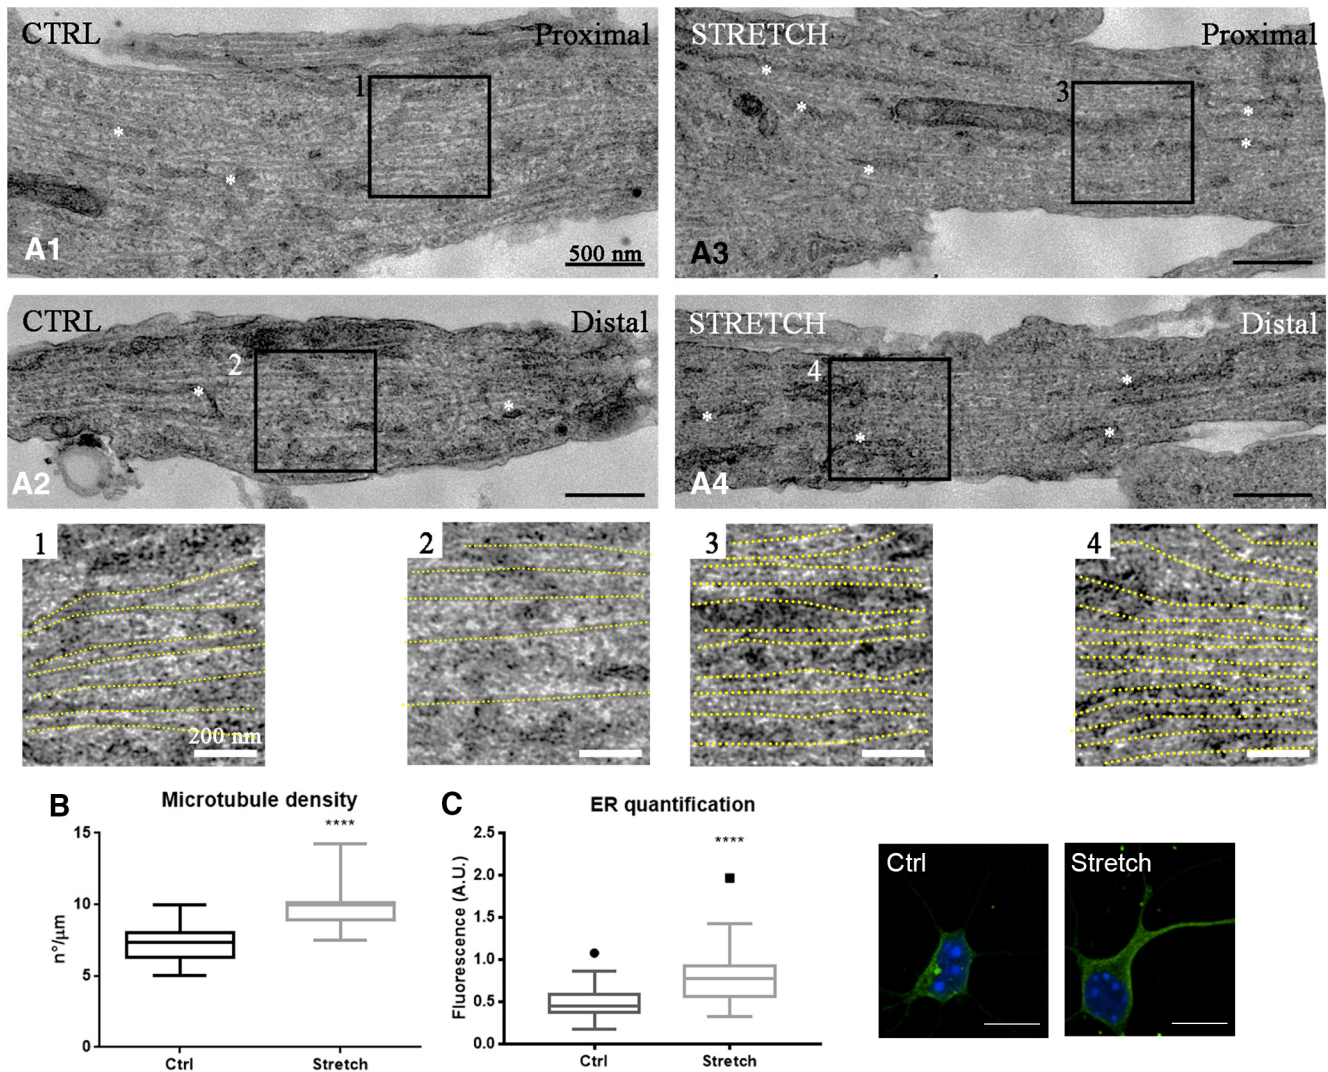 CTRL Proximal
1
*
*
A1
500 nm
STRETCH Proximal
3
*
*
*
*
*
A3
CTRL Distal
2
*
*
A2
STRETCH Distal
4
*
*
*
*
A4
1
200 nm
2
3
4
B
Microtubule density
****
15
10
5
0
n°/µm
Ctrl Stretch
C
ER quantification
****
2.5
2.0
1.5
1.0
0.5
0.0
Fluorescence (A.U.)
Ctrl Stretch
Ctrl
Stretch